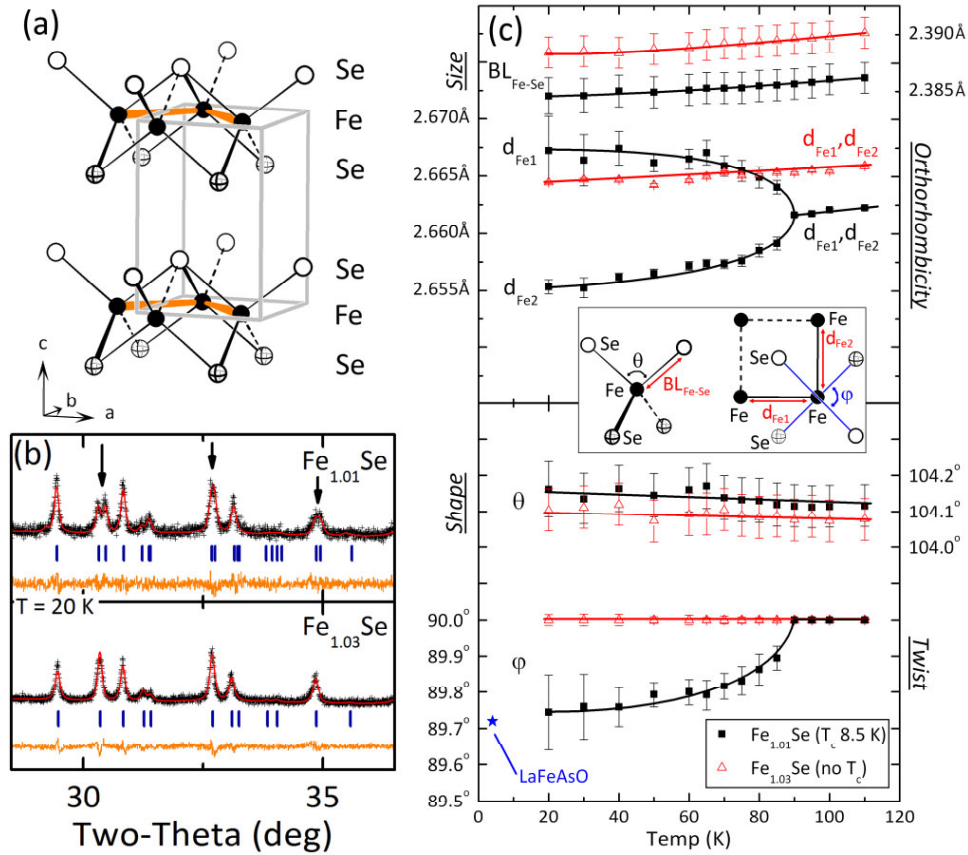 (a)
Se
Fe
Se
Se
Fe
Se
c
b
a
(b)
Fe1.01Se
T = 20 K
Fe1.03Se
30
35
Two-Theta (deg)
(c)
Size
BLFe-Se
2.390Å
2.385Å
2.670Å
2.665Å
2.660Å
2.655Å
dFe1
dFe1,dFe2
dFe1,dFe2
dFe2
Orthorhombicity
Se
θ
Fe
BLFe-Se
Se
Fe
Se
dFe2
φ
Fe
dFe1
Fe
Se
Shape
θ
104.2°
104.1°
104.0°
90.0°
89.9°
89.8°
89.7°
89.6°
89.5°
φ
Twist
LaFeAsO
Fe1.01Se (Tc 8.5 K)
Fe1.03Se (no Tc)
0
20
40
60
80
100
120
Temp (K)